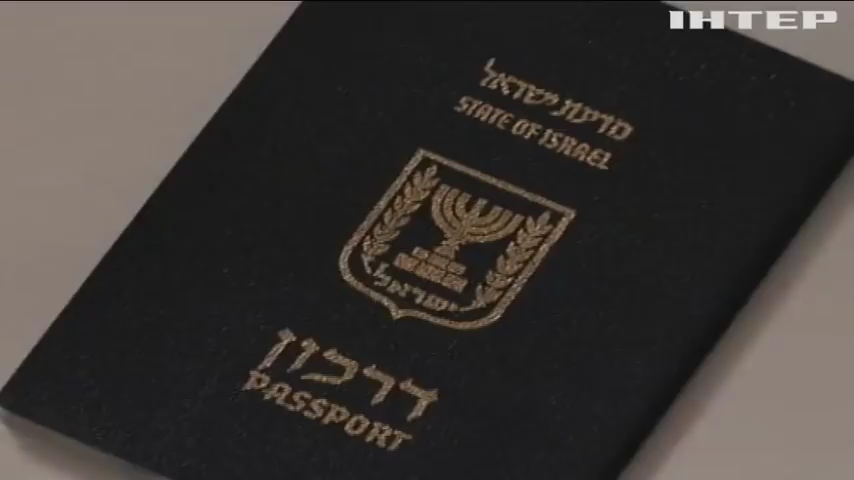 ІНТЕР
מדינת ישראל
STATE OF ISRAEL
ישראל
דרכון
PASSPORT